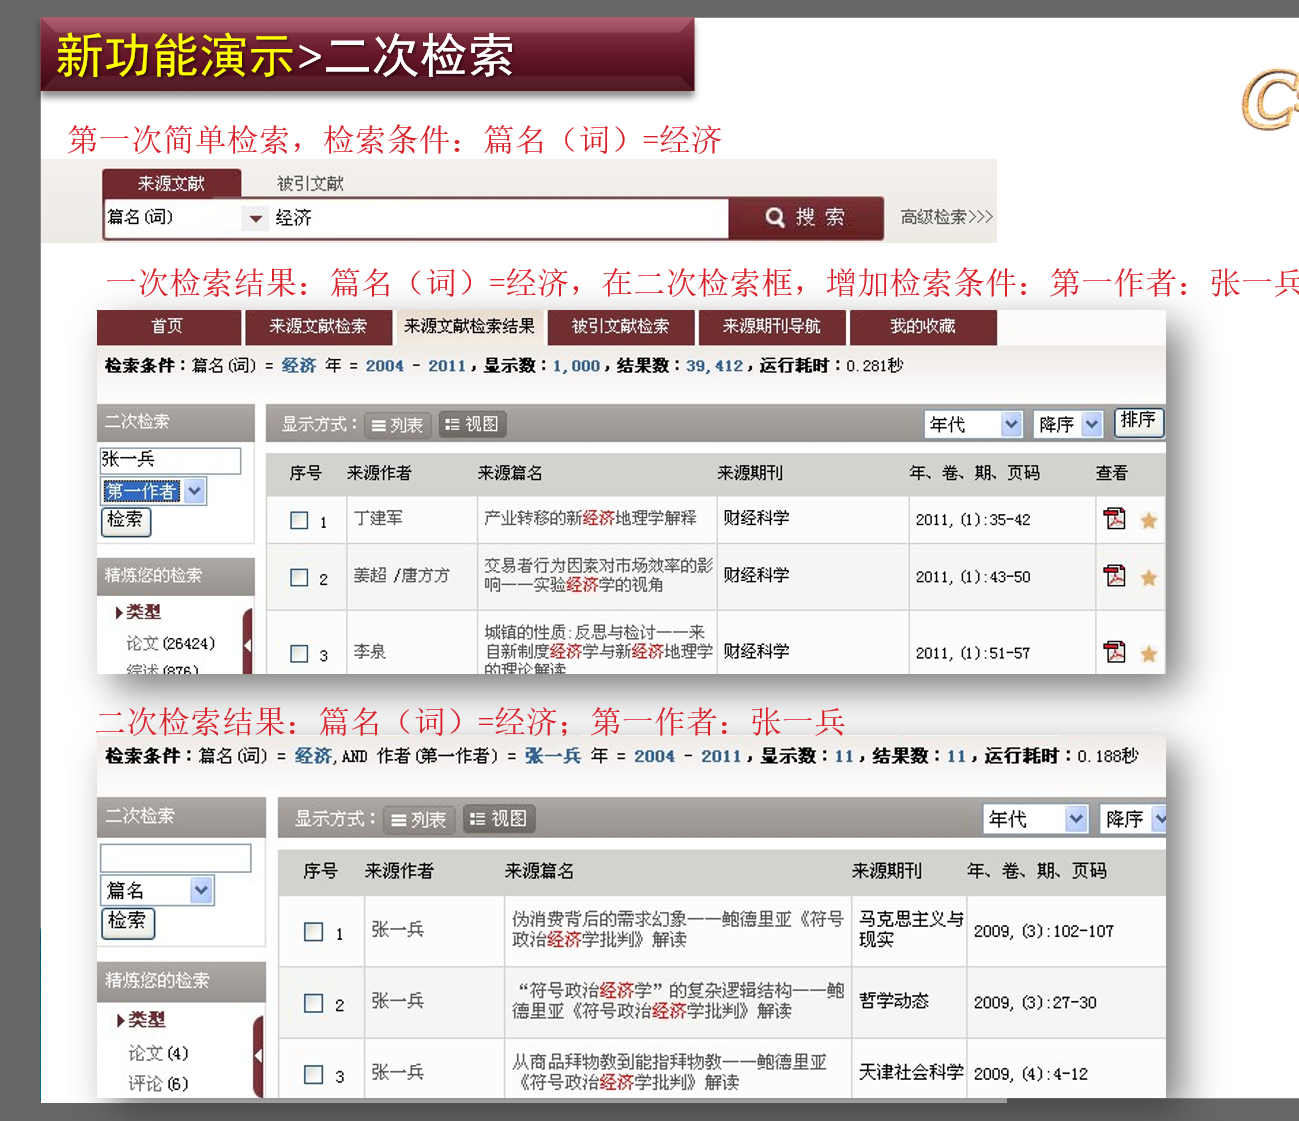 新功能演示>二次检索
第一次简单检索，检索条件：篇名（词）=经济
来源文献 被引文献
篇名(词) 经济 搜 索 高级检索>>>
一次检索结果：篇名（词）=经济，在二次检索框，增加检索条件：第一作者：张一兵
首页 来源文献检索 来源文献检索结果 被引文献检索 来源期刊导航 我的收藏
检索条件：篇名(词) = 经济 年 = 2004 - 2011，显示数：1,000，结果数：39,412，运行耗时：0.281秒
二次检索 显示方式： 列表 视图 年代 降序 排序
张一兵
第一作者
检索
序号 来源作者 来源篇名 来源期刊 年、卷、期、页码 查看
1 丁建军 产业转移的新经济地理学解释 财经科学 2011, (1):35-42
2 姜超 /唐方方 交易者行为因素对市场效率的影
响——实验经济学的视角 财经科学 2011, (1):43-50
精炼您的检索
类型
论文(26424)
综述(876)
3 李泉 城镇的性质:反思与检讨——来
自新制度经济学与新经济地理学
的理论解读 财经科学 2011, (1):51-57
二次检索结果：篇名（词）=经济；第一作者：张一兵
检索条件：篇名(词) = 经济,AND 作者(第一作者) = 张一兵 年 = 2004 - 2011，显示数：11，结果数：11，运行耗时：0.188秒
二次检索 显示方式： 列表 视图 年代 降序
篇名
检索
序号 来源作者 来源篇名 来源期刊 年、卷、期、页码
1 张一兵 伪消费背后的需求幻象——鲍德里亚《符号
政治经济学批判》解读 马克思主义与
现实 2009, (3):102-107
2 张一兵 “符号政治经济学”的复杂逻辑结构——鲍
德里亚《符号政治经济学批判》解读 哲学动态 2009, (3):27-30
精炼您的检索
类型
论文(4)
评论(6)
3 张一兵 从商品拜物教到能指拜物教——鲍德里亚
《符号政治经济学批判》解读 天津社会科学 2009, (4):4-12